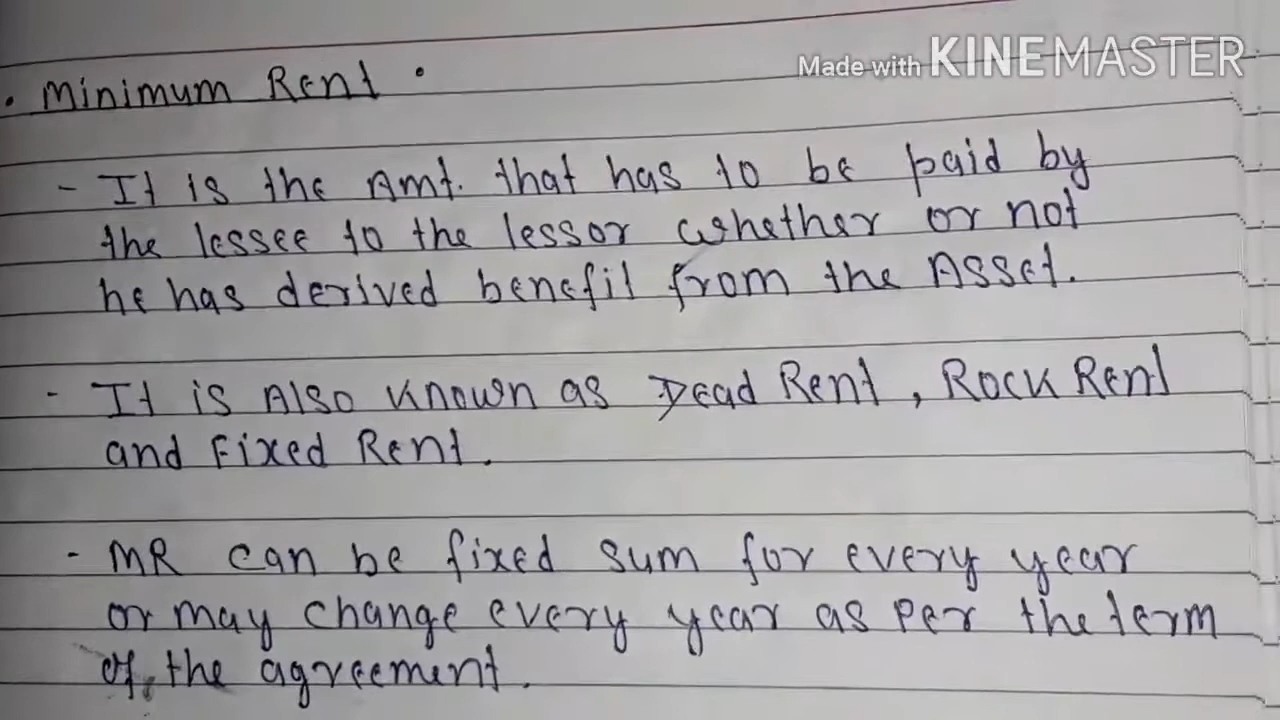 Made with KINEMASTER
. Minimum Rent .
- It is the Amt. that has to be paid by
the lessee to the lessor whether or not
he has derived benefit from the Asset.
- It is Also known as Dead Rent, Rock Rent
and Fixed Rent.
- MR can be fixed sum for every year
or may change every year as per the term
of the agreement.